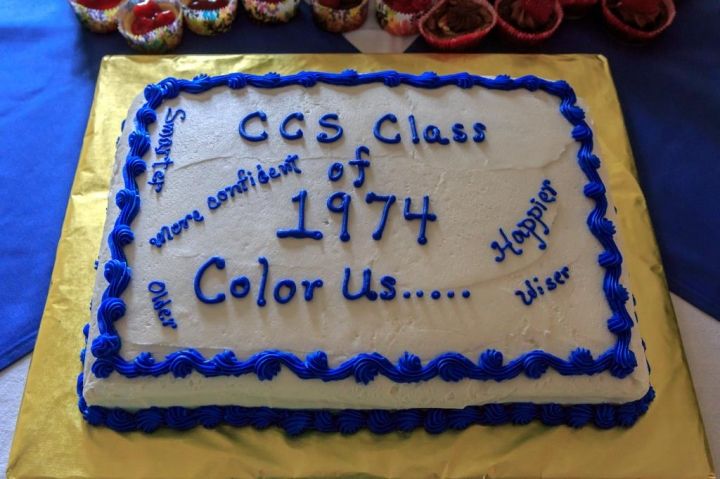 CCS Class
of
1974
Color Us.....
Smarter
More confident
Older
Happier
Wiser